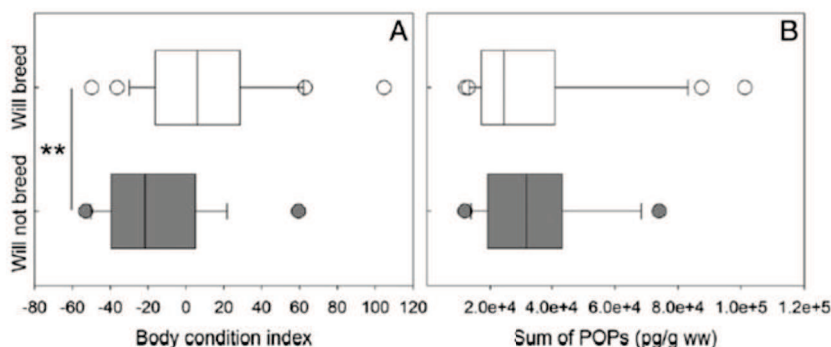 A
B
Will breed
**
Will not breed
-80 -60 -40 -20 0 20 40 60 80 100 120
2.0e+4 4.0e+4 6.0e+4 8.0e+4 1.0e+5 1.2e+5
Body condition index
Sum of POPs (pg/g ww)